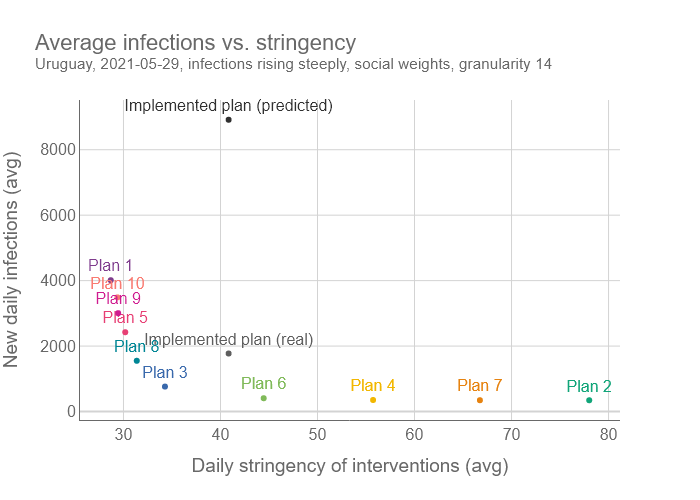 Average infections vs. stringency
Uruguay, 2021-05-29, infections rising steeply, social weights, granularity 14
Implemented plan (predicted)
8000
6000
Plan 1
4000
Plan 10
Plan 9
Plan 5
Implemented plan (real)
2000
Plan 8
Plan 3
Plan 6
Plan 4
Plan 7
Plan 2
0
30 40 50 60 70 80
New daily infections (avg)
Daily stringency of interventions (avg)